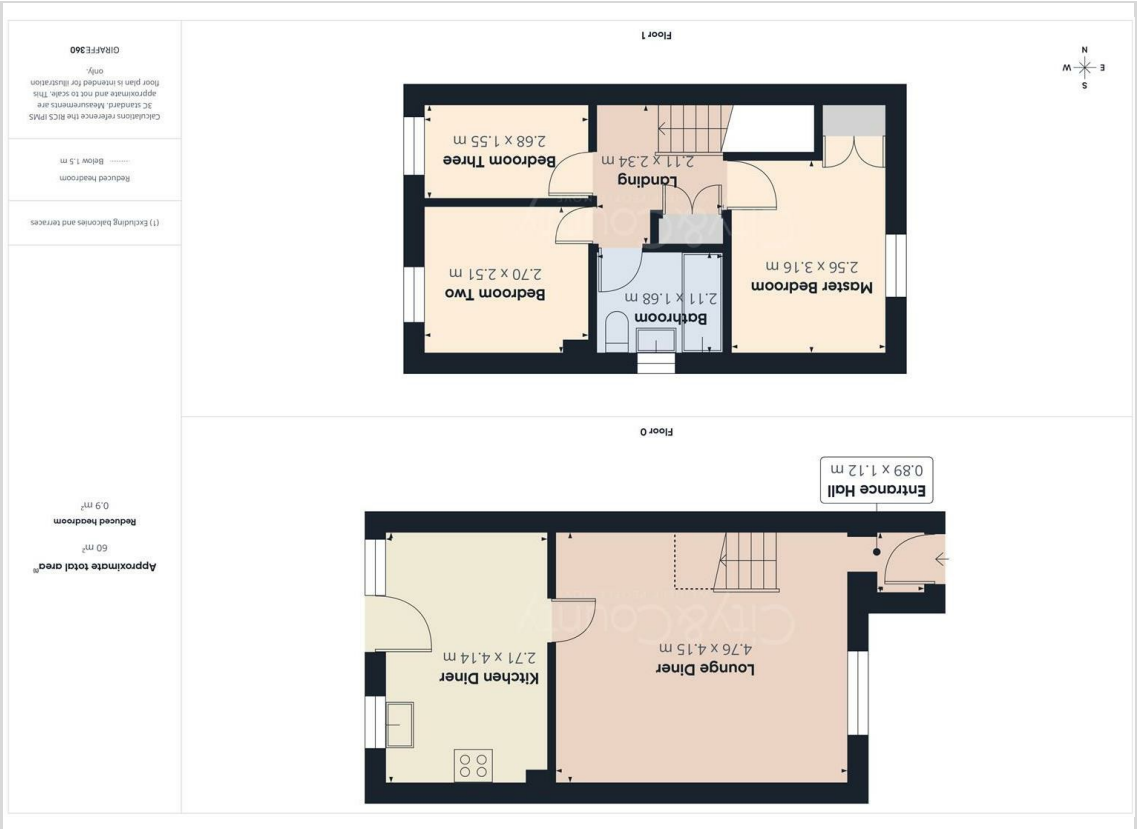 Floor 0
Entrance Hall
0.89 x 1.12 m
Lounge Diner
4.76 x 4.15 m
Kitchen Diner
2.71 x 4.14 m
City&County
Floor 1
Master Bedroom
2.56 x 3.16 m
Bathroom
2.11 x 1.68 m
Bedroom Two
2.70 x 2.51 m
Landing
2.11 x 2.34 m
Bedroom Three
2.68 x 1.55 m
City&County
N
E
S
W
Approximate total area(1)
60 m²
Reduced headroom
0.9 m²
(1) Excluding balconies and terraces
Reduced headroom
........ Below 1.5 m
Calculations reference the RICS IPMS
3C standard. Measurements are
approximate and not to scale. This
floor plan is intended for illustration
only.
GIRAFFE360